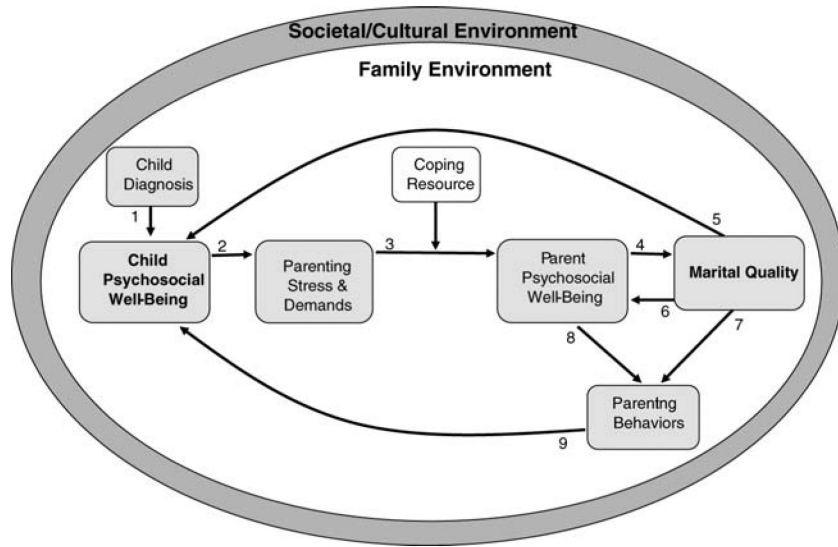 Societal/Cultural Environment
Family Environment
Child
Diagnosis
Coping
Resource
1
5
2
3
4
Child
Psychosocial
Well-Being
Parenting
Stress &
Demands
Parent
Psychosocial
Well-Being
Marital Quality
6
8
7
Parentng
Behaviors
9